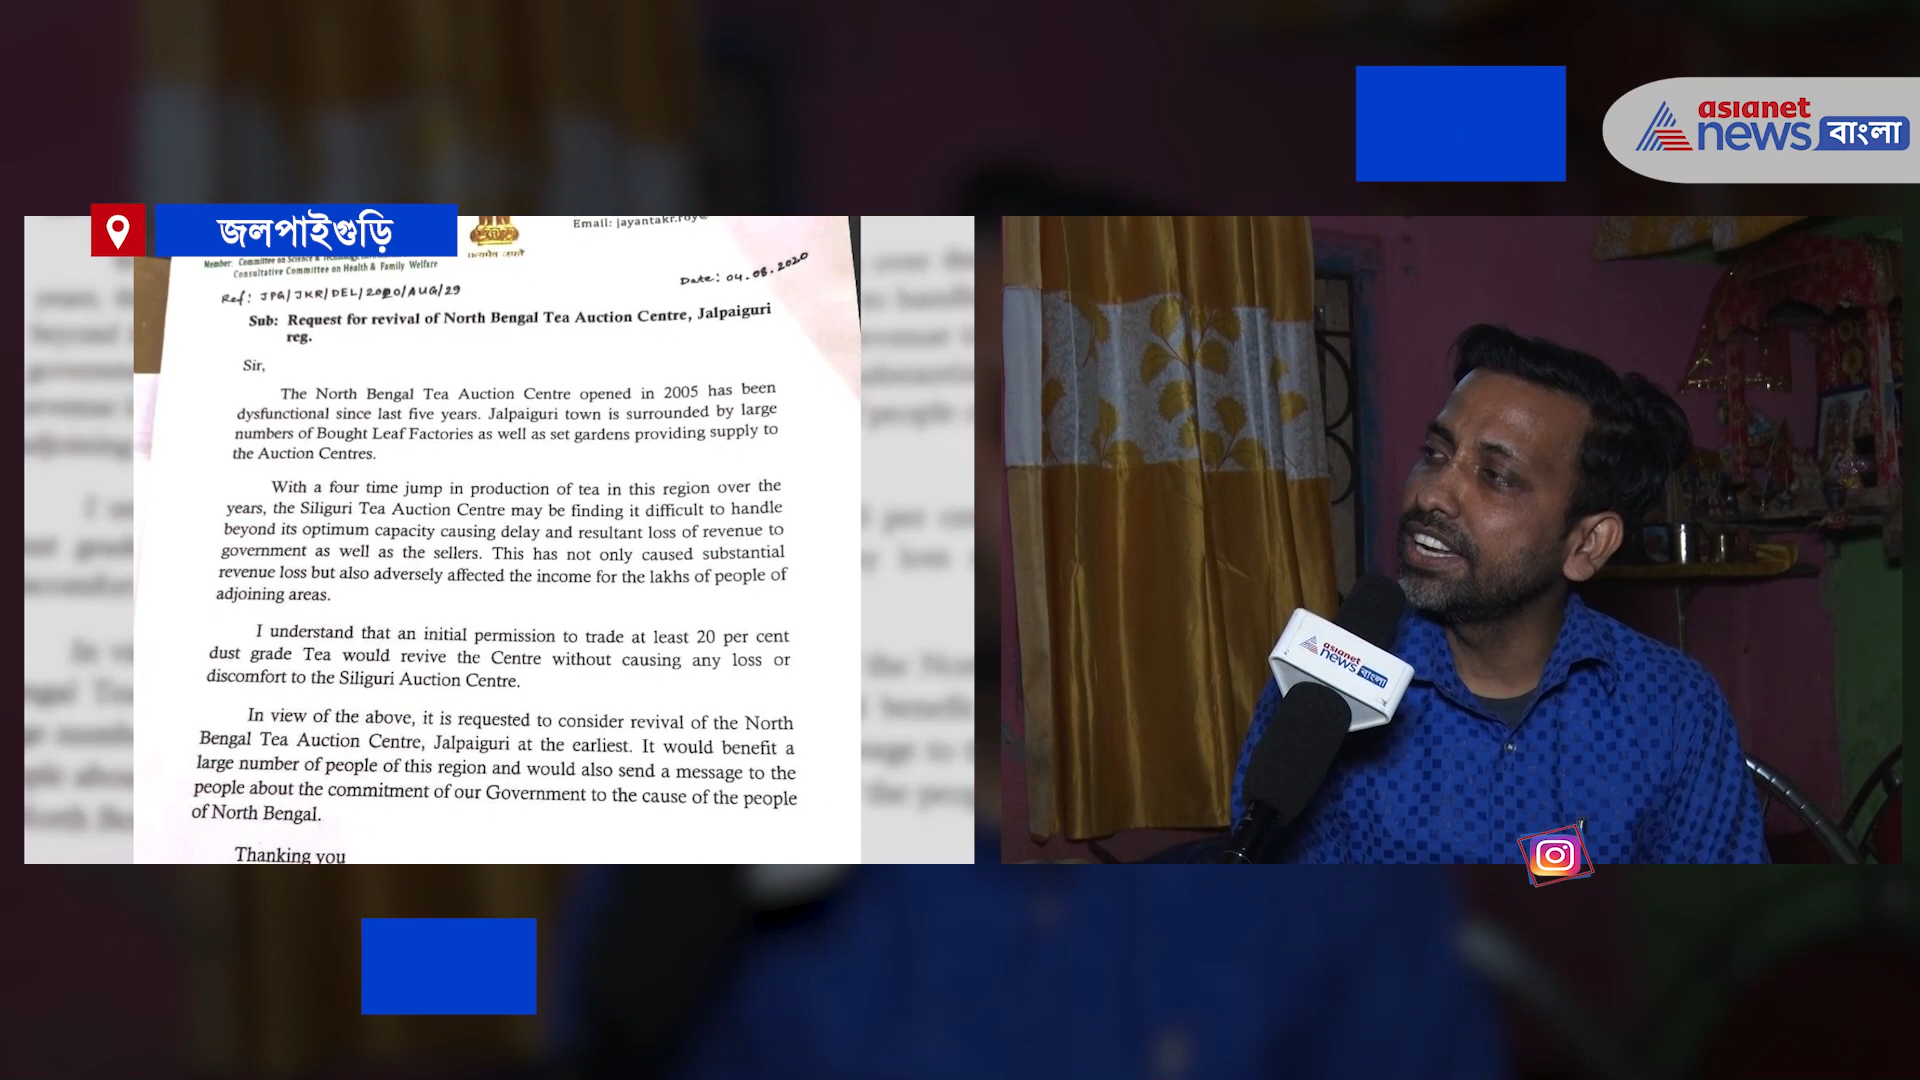 asianet
news বাংলা
জলপাইগুড়ি
Email: jayantakr.roy@
सत्यमेव जयते
Member: Committee on Science &
Consultative Committee on Health & Family Welfare
Date: 04.08.2020
Ref: JPG/JKR/DEL/2020/AUG/29
Sub: Request for revival of North Bengal Tea Auction Centre, Jalpaiguri
reg.
Sir,
The North Bengal Tea Auction Centre opened in 2005 has been
dysfunctional since last five years. Jalpaiguri town is surrounded by large
numbers of Bought Leaf Factories as well as set gardens providing supply to
the Auction Centres.
With a four time jump in production of tea in this region over the
years, the Siliguri Tea Auction Centre may be finding it difficult to handle
beyond its optimum capacity causing delay and resultant loss of revenue to
government as well as the sellers. This has not only caused substantial
revenue loss but also adversely affected the income for the lakhs of people of
adjoining areas.
I understand that an initial permission to trade at least 20 per cent
dust grade Tea would revive the Centre without causing any loss or
discomfort to the Siliguri Auction Centre.
In view of the above, it is requested to consider revival of the North
Bengal Tea Auction Centre, Jalpaiguri at the earliest. It would benefit a
large number of people of this region and would also send a message to the
people about the commitment of our Government to the cause of the people
of North Bengal.
Thanking you
asianet
news বাংলা